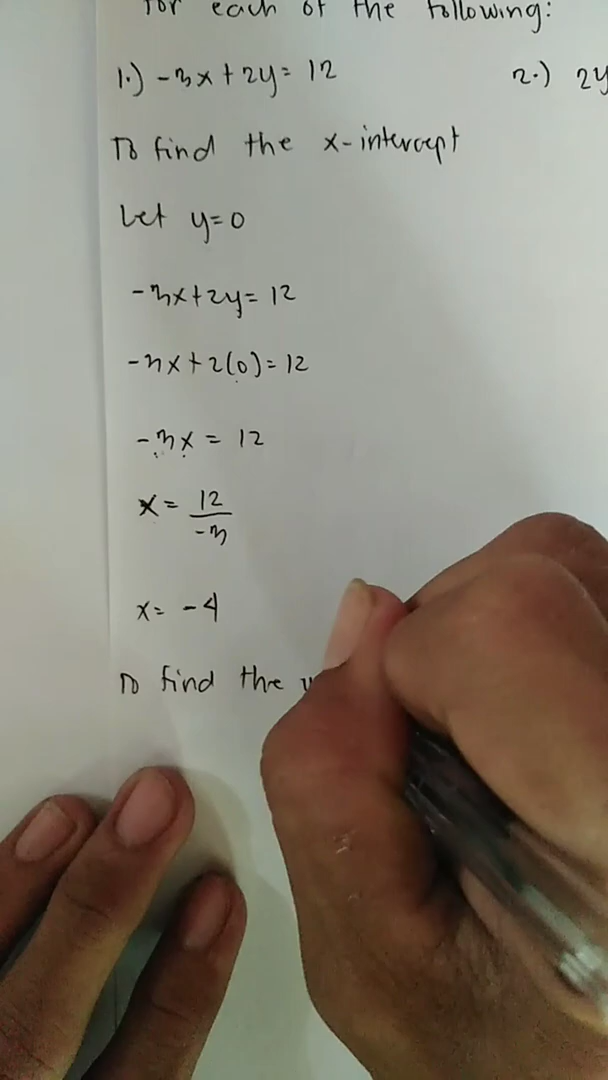 for each of the following:
1.) -3x + 2y = 12
2.) 2y
To find the x-intercept
Let y=0
-3x+2y=12
-3x+2(0)=12
-3x = 12
x = 12/-3
x= -4
To find the